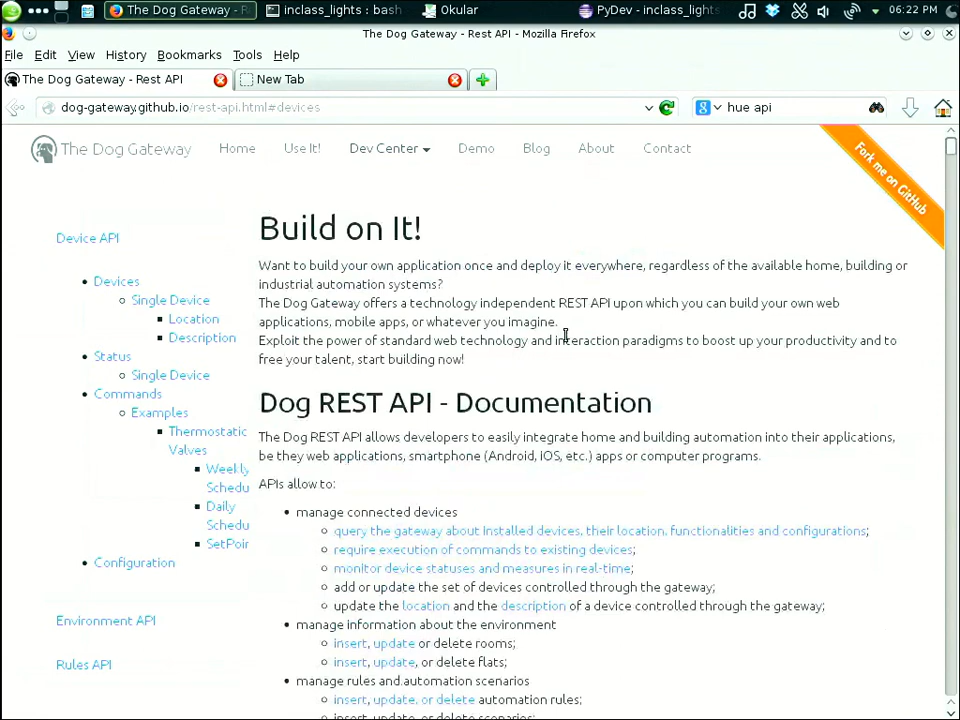 The Dog Gateway - R
inclass_lights : bash
Okular
PyDev - inclass_lights
06:22 PM
The Dog Gateway - Rest API - Mozilla Firefox
File Edit View History Bookmarks Tools Help
The Dog Gateway - Rest API
New Tab
dog-gateway.github.io/rest-api.html#devices
hue api
The Dog Gateway
Home
Use It!
Dev Center
Demo
Blog
About
Contact
Fork me on GitHub
Device API
Devices
Single Device
Location
Description
Status
Single Device
Commands
Examples
Thermostatic
Valves
Weekly
Schedu
Daily
Schedu
SetPoin
Configuration
Environment API
Rules API
Build on It!
Want to build your own application once and deploy it everywhere, regardless of the available home, building or
industrial automation systems?
The Dog Gateway offers a technology independent REST API upon which you can build your own web
applications, mobile apps, or whatever you imagine.
Exploit the power of standard web technology and interaction paradigms to boost up your productivity and to
free your talent, start building now!
Dog REST API - Documentation
The Dog REST API allows developers to easily integrate home and building automation into their applications,
be they web applications, smartphone (Android, iOS, etc.) apps or computer programs.
APIs allow to:
manage connected devices
query the gateway about installed devices, their location, functionalities and configurations;
require execution of commands to existing devices;
monitor device statuses and measures in real-time;
add or update the set of devices controlled through the gateway;
update the location and the description of a device controlled through the gateway;
manage information about the environment
insert, update or delete rooms;
insert, update, or delete flats;
manage rules and automation scenarios
insert, update, or delete automation rules;
insert, update, or delete scenarios;